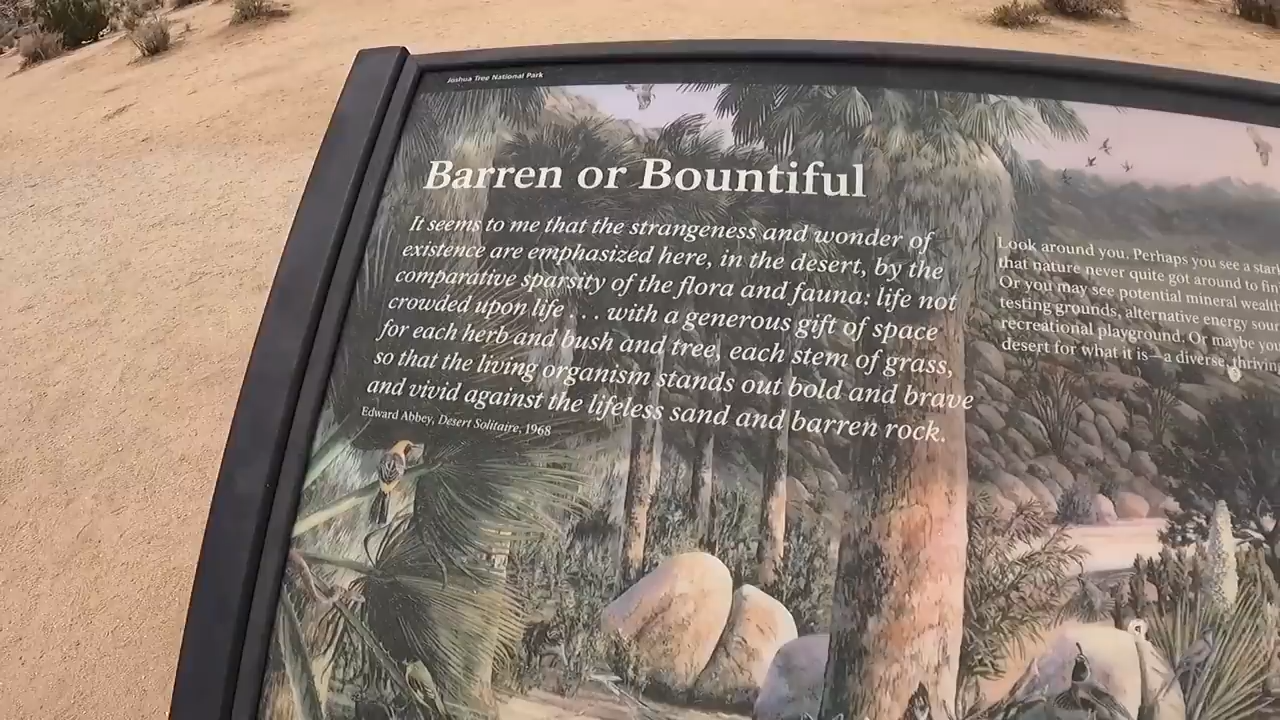 Joshua Tree National Park
Barren or Bountiful
It seems to me that the strangeness and wonder of
existence are emphasized here, in the desert, by the
comparative sparsity of the flora and fauna: life not
crowded upon life . . . with a generous gift of space
for each herb and bush and tree, each stem of grass,
so that the living organism stands out bold and brave
and vivid against the lifeless sand and barren rock.
Edward Abbey, Desert Solitaire, 1968
Look around you. Perhaps you see a
that nature never quite got around to
Or you may see potential mineral
testing grounds, alternative energy
recreational playground. Or maybe you
desert for what it is—a diverse, thriving